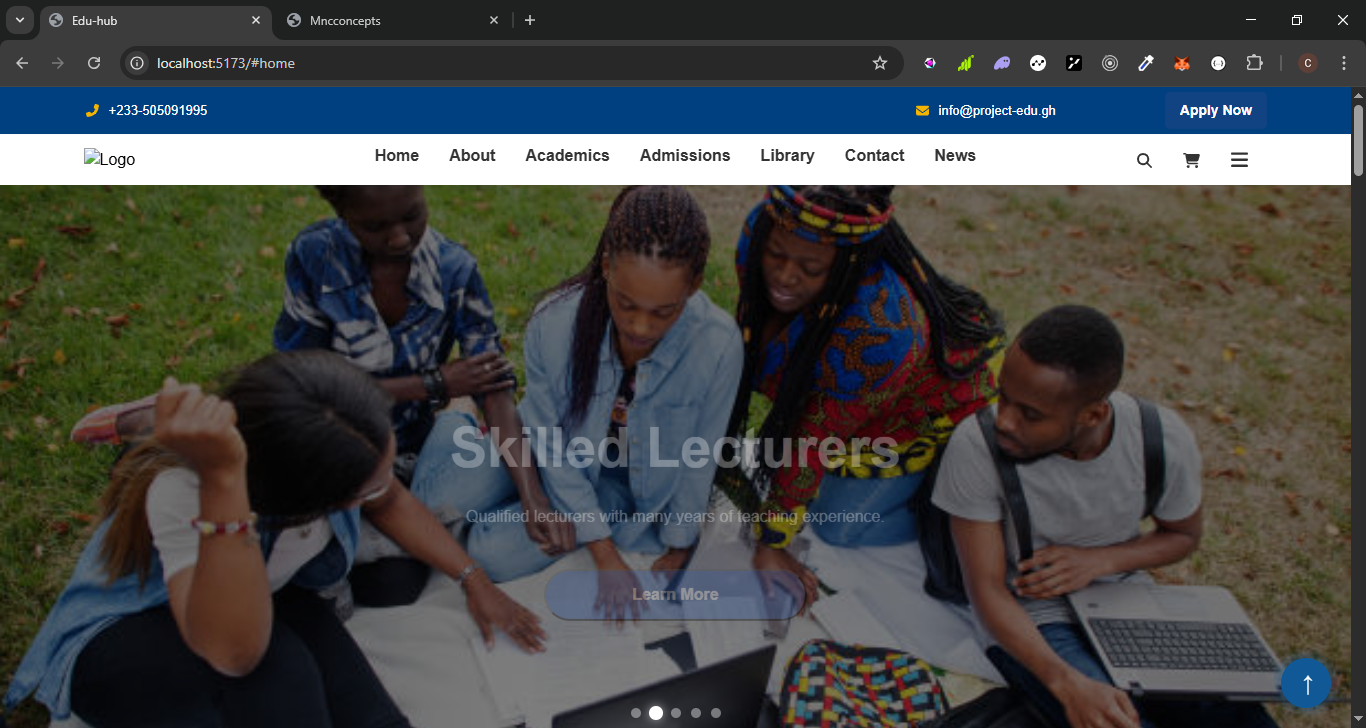 Edu-hub
Mncconcepts
localhost:5173/#home
C
+233-505091995
info@project-edu.gh
Apply Now
Logo
Home
About
Academics
Admissions
Library
Contact
News
Skilled Lecturers
Qualified lecturers with many years of teaching experience.
Learn More
↑